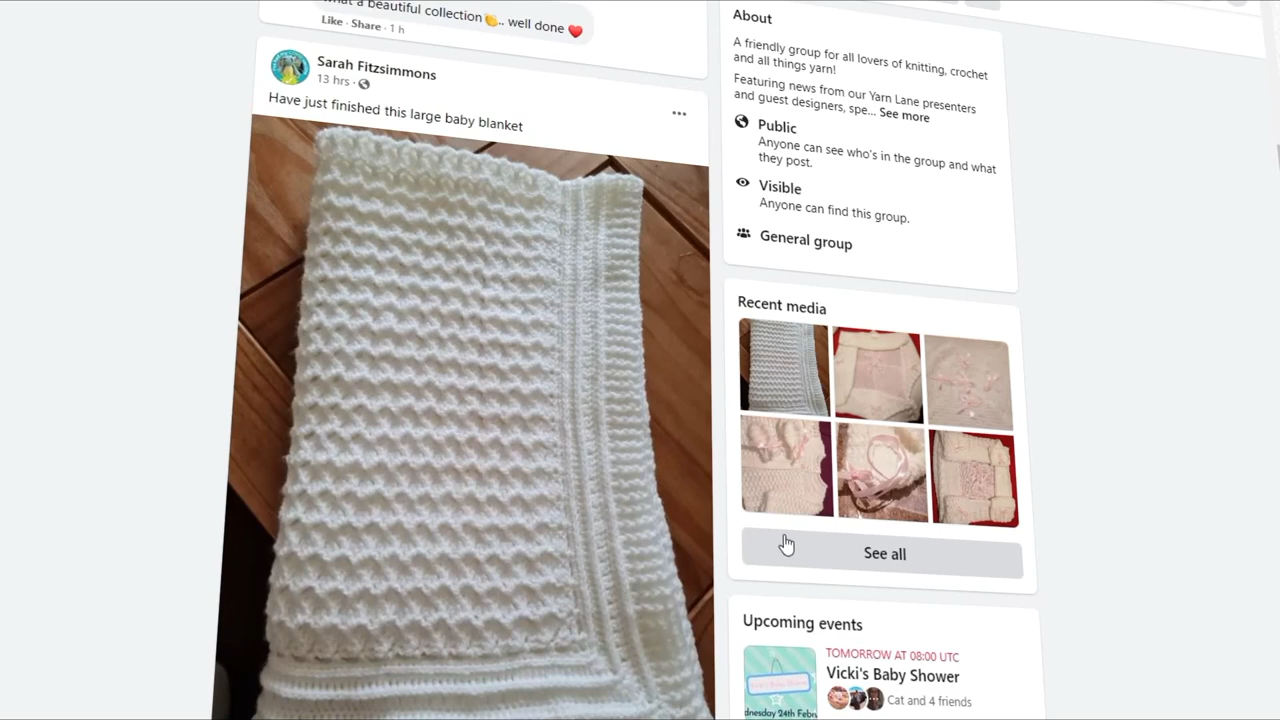 a beautiful collection👏.. well done ❤️
Like · Share · 1 h
Sarah Fitzsimmons
13 hrs ·
Have just finished this large baby blanket
About
A friendly group for all lovers of knitting, crochet
and all things yarn!
Featuring news from our Yarn Lane presenters
and guest designers, spe... See more
Public
Anyone can see who's in the group and what
they post.
Visible
Anyone can find this group.
General group
Recent media
See all
Upcoming events
TOMORROW AT 08:00 UTC
Vicki's Baby Shower
Cat and 4 friends